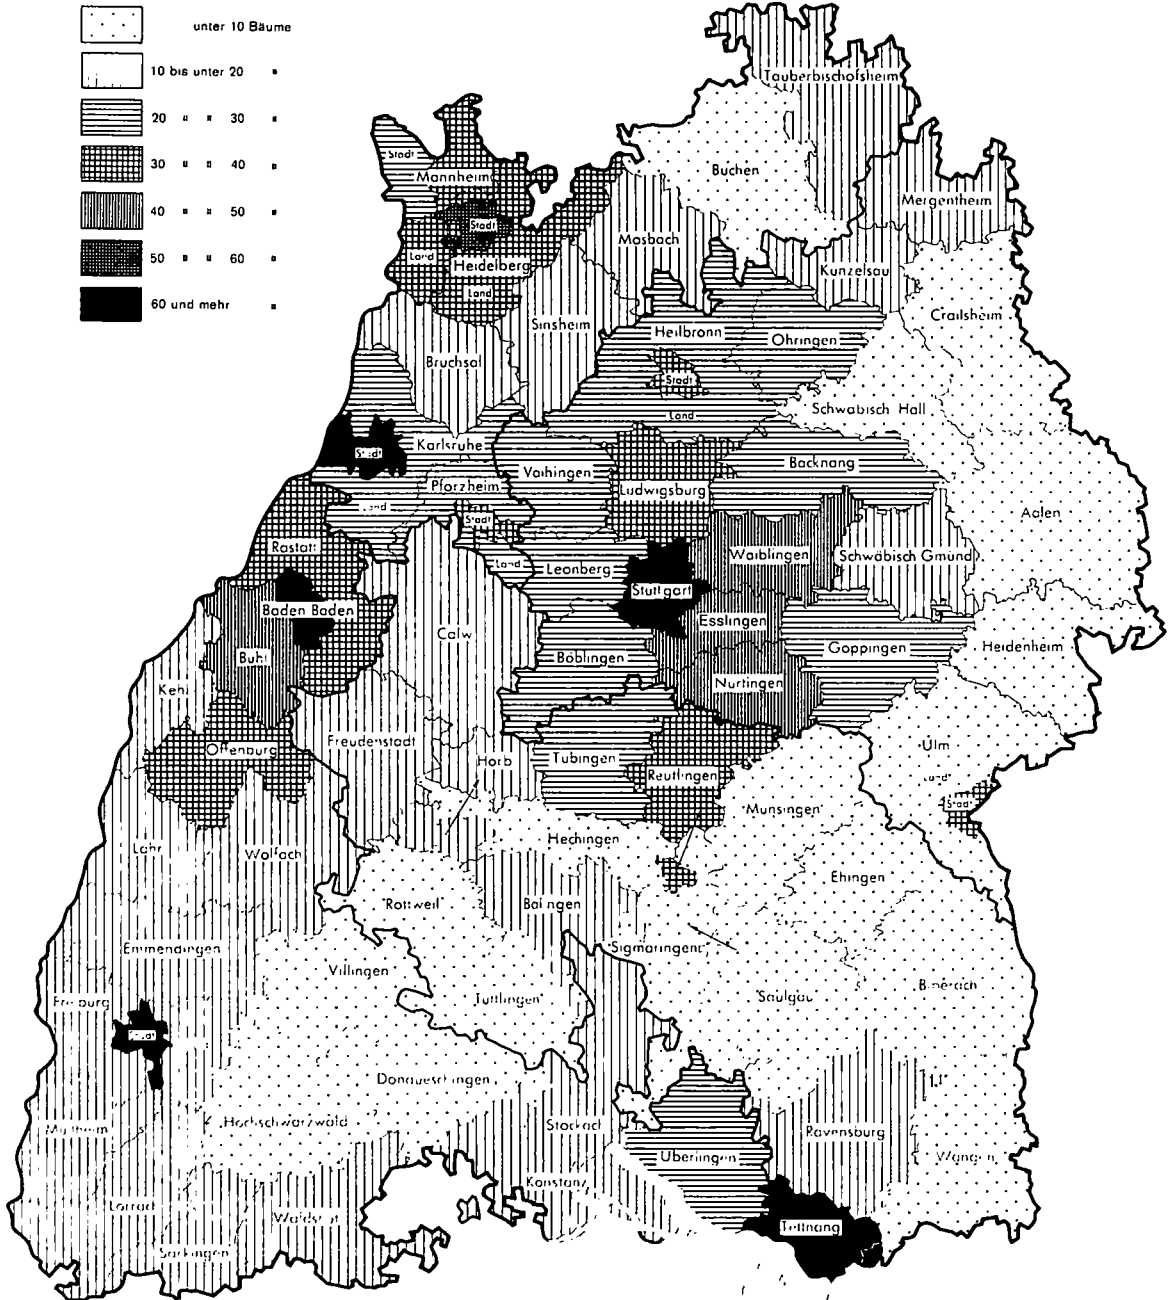 unter 10 Bäume
10 bis unter 20 "
20 " " 30 "
30 " " 40 "
40 " " 50 "
50 " " 60 "
60 und mehr "
Tauberbischofsheim
Stadt
Mannheim
Buchen
Mergentheim
Stadt
Mosbach
Land
Heidelberg
Kunzelsau
Land
Sinsheim
Crailsheim
Heilbronn
Ohringen
Bruchsal
Stadt
Schwabisch Hall
Land
Stadt
Karlsruhe
Vaihingen
Backnang
Pforzheim
Ludwigsburg
Land
Stadt
Aalen
Rastatt
Land
Leonberg
Waiblingen
Schwäbisch Gmünd
Stuttgart
Baden Baden
Esslingen
Calw
Buhl
Böblingen
Goppingen
Heidenheim
Kehl
Nurtingen
Offenburg
Freudenstadt
Horb
Tübingen
Reutlingen
Ulm
Land
Stadt
Munsingen
Lahr
Wolfach
Hechingen
Ehingen
Rottweil
Balingen
Emmendingen
Sigmaringen
Villingen
Tuttlingen
Saulgau
Biberach
Freiburg
Stadt
Donaueschingen
Hochschwarzwald
Stockach
Ravensburg
Mullheim
Überlingen
Wangen
Konstanz
Lorrach
Waldshut
Tettnang
Säckingen